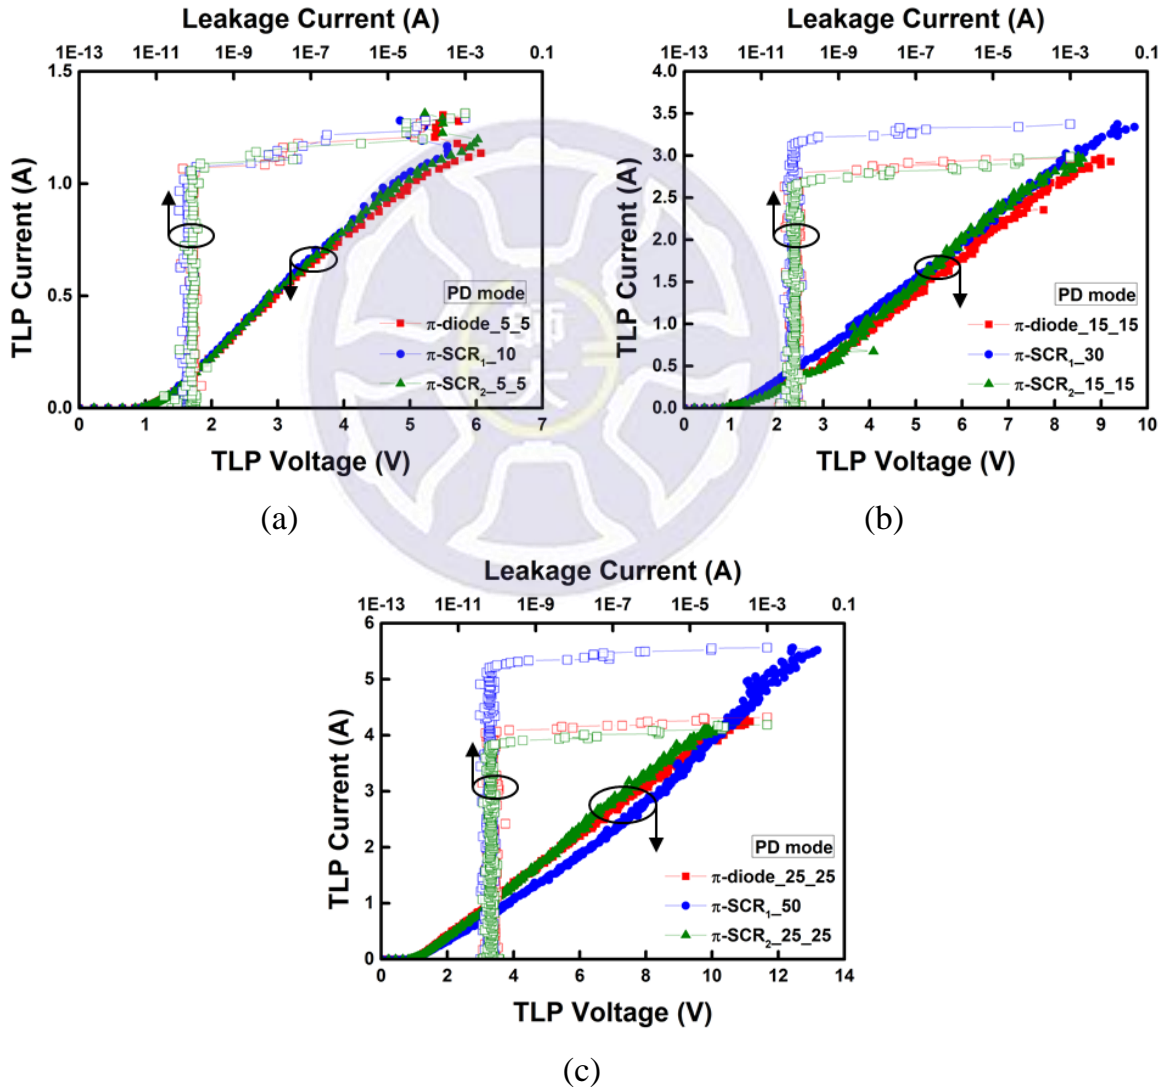 (a)
Leakage Current (A)
1E-13 1E-11 1E-9 1E-7 1E-5 1E-3 0.1
TLP Current (A)
1.5
1.0
0.5
0.0
PD mode
π-diode_5_5
π-SCR₁_10
π-SCR₂_5_5
0 1 2 3 4 5 6 7
TLP Voltage (V)
(a)
(b)
Leakage Current (A)
1E-13 1E-11 1E-9 1E-7 1E-5 1E-3 0.1
TLP Current (A)
4.0
3.5
3.0
2.5
2.0
1.5
1.0
0.5
0.0
PD mode
π-diode_15_15
π-SCR₁_30
π-SCR₂_15_15
0 1 2 3 4 5 6 7 8 9 10
TLP Voltage (V)
(b)
Leakage Current (A)
1E-13 1E-11 1E-9 1E-7 1E-5 1E-3 0.1
TLP Current (A)
6
5
4
3
2
1
0
PD mode
π-diode_25_25
π-SCR₁_50
π-SCR₂_25_25
0 2 4 6 8 10 12 14
TLP Voltage (V)
(c)
師
大